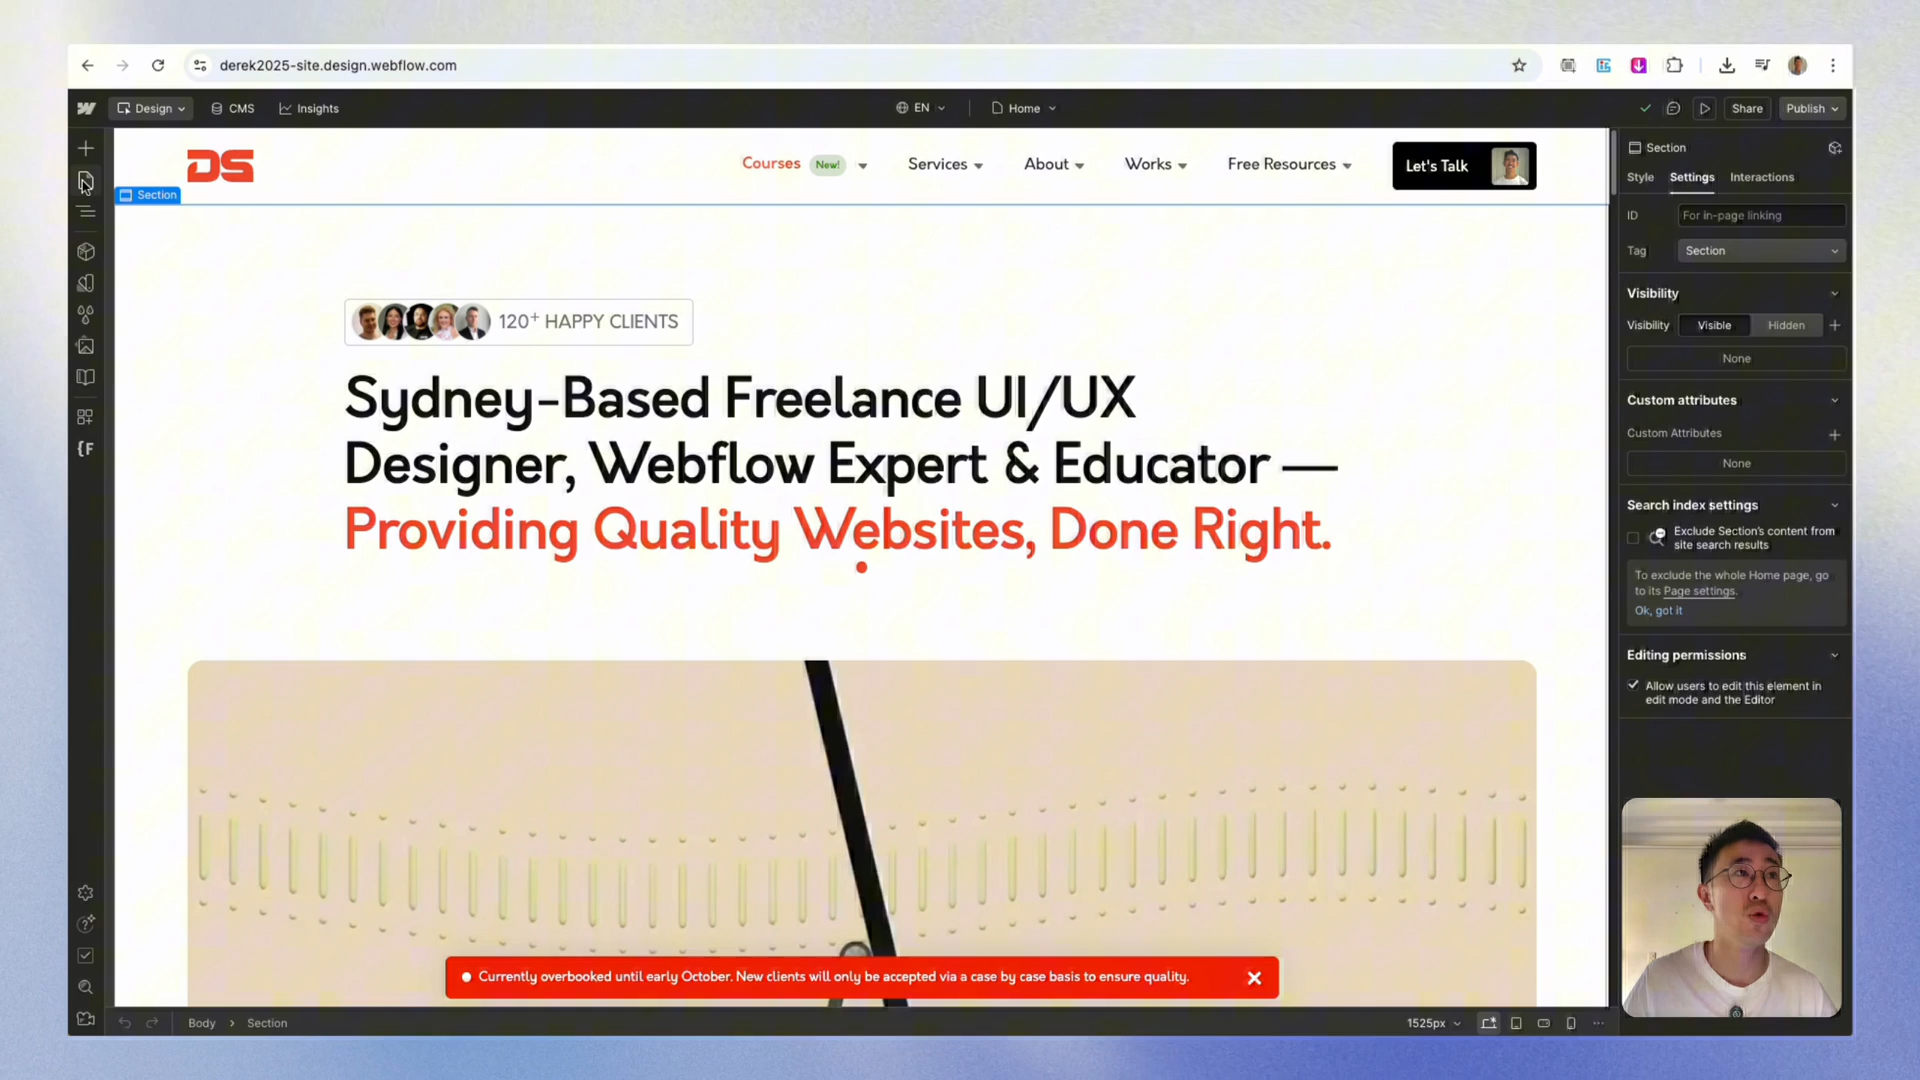 derek2025-site.design.webflow.com
Design
CMS
Insights
EN
Home
Share
Publish
DS
Courses New!
Services
About
Works
Free Resources
Let's Talk
Section
120+ HAPPY CLIENTS
Sydney-Based Freelance UI/UX
Designer, Webflow Expert & Educator —
Providing Quality Websites, Done Right.
Currently overbooked until early October. New clients will only be accepted via a case by case basis to ensure quality.
Body > Section
1525px
Section
Style Settings Interactions
ID For in-page linking
Tag Section
Visibility
Visibility Visible Hidden
None
Custom attributes
Custom Attributes
None
Search index settings
Exclude Section's content from
site search results
To exclude the whole Home page, go
to its Page settings.
Ok, got it
Editing permissions
Allow users to edit this element in
edit mode and the Editor